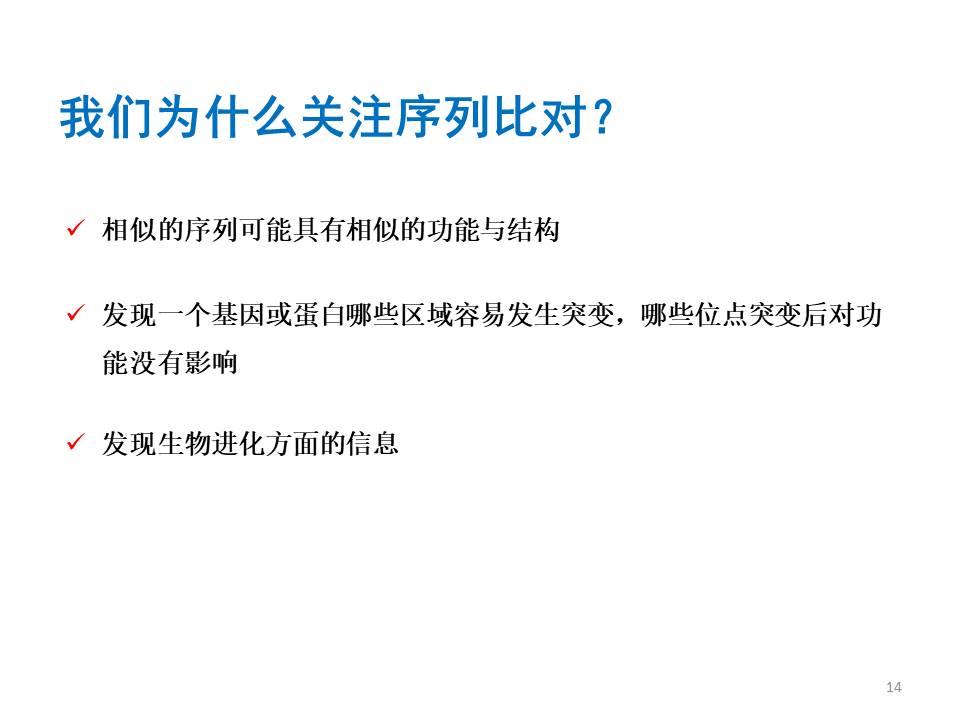 我们为什么关注序列比对？
✓ 相似的序列可能具有相似的功能与结构
✓ 发现一个基因或蛋白哪些区域容易发生突变，哪些位点突变后对功
能没有影响
✓ 发现生物进化方面的信息
14